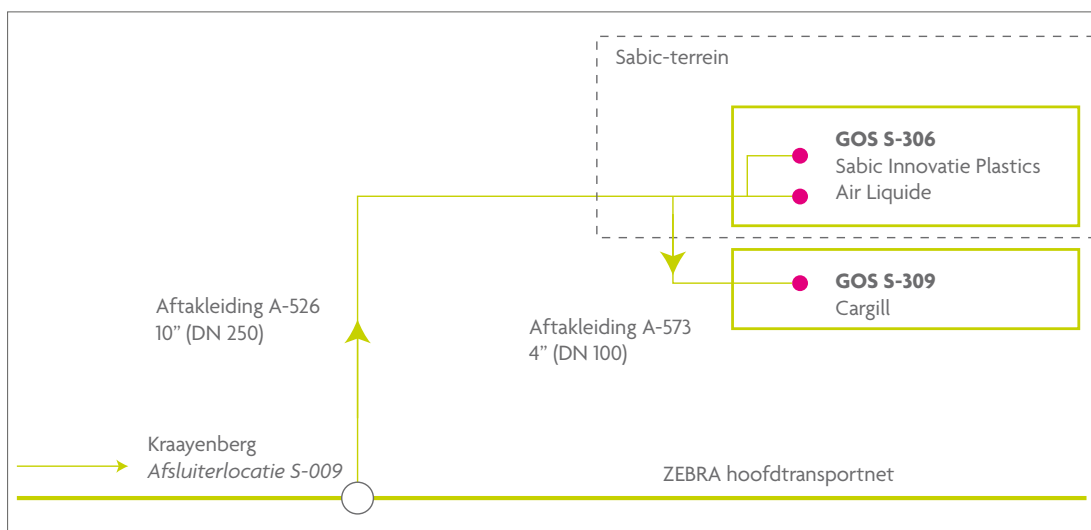 Sabic-terrein
GOS S-306
Sabic Innovatie Plastics
Air Liquide
GOS S-309
Cargill
Aftakleiding A-526
10” (DN 250)
Aftakleiding A-573
4” (DN 100)
Kraayenberg
Afsluiterlocatie S-009
ZEBRA hoofdtransportnet